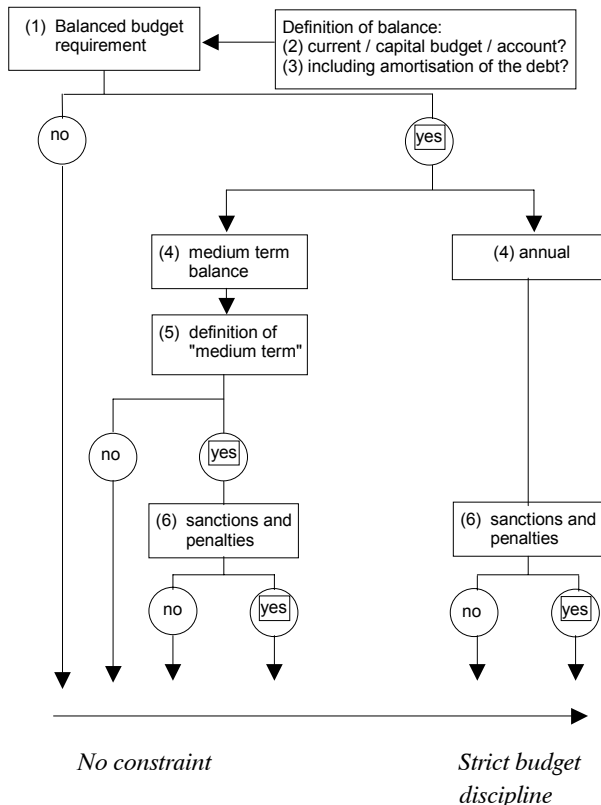 (1) Balanced budget
requirement
Definition of balance:
(2) current / capital budget / account?
(3) including amortisation of the debt?
no
yes
(4) medium term
balance
(4) annual
(5) definition of
"medium term"
no
yes
(6) sanctions and
penalties
(6) sanctions and
penalties
no
yes
no
yes
No constraint
Strict budget
discipline